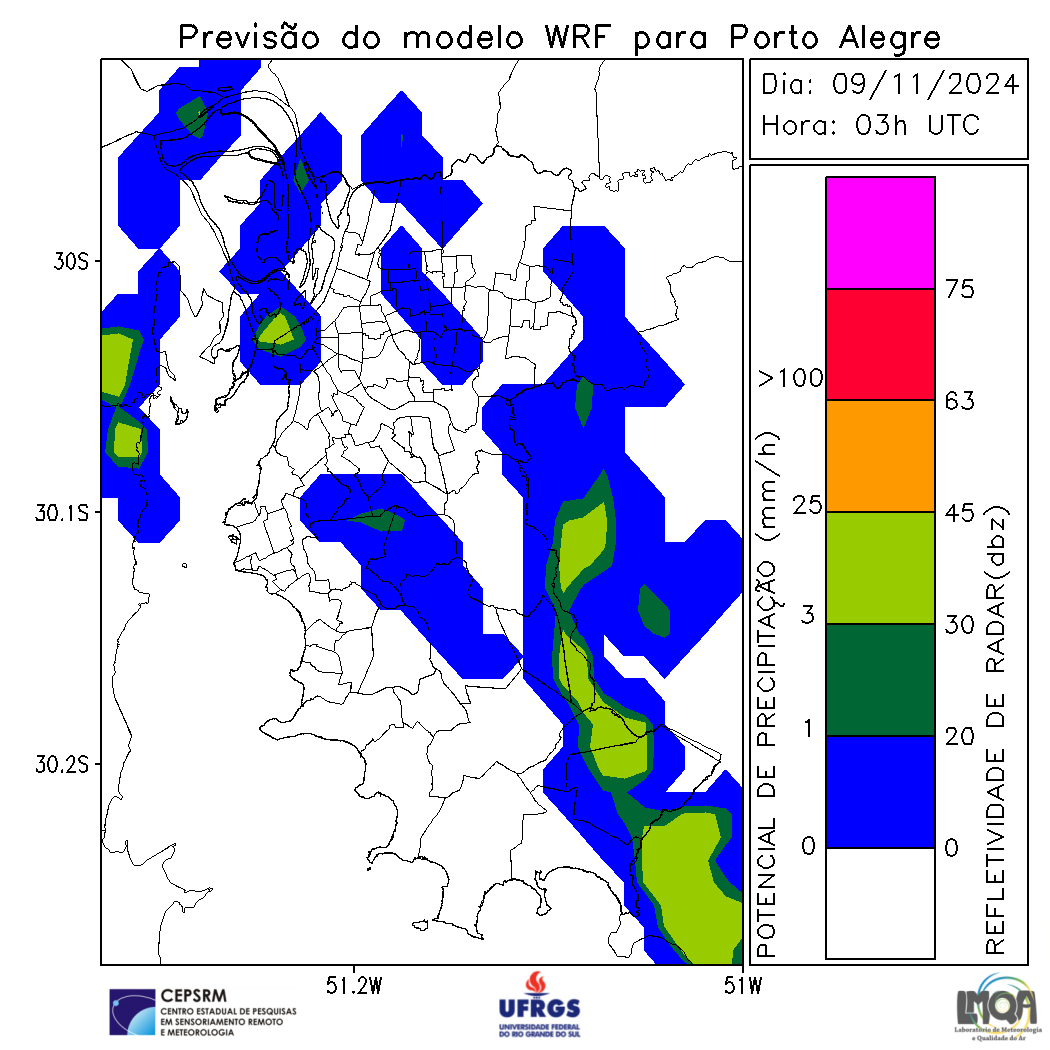 Previsão do modelo WRF para Porto Alegre
Dia: 09/11/2024
Hora: 03h UTC
30S
30.1S
30.2S
51.2W
51W
POTENCIAL DE PRECIPITAÇÃO (mm/h)
>100
25
3
1
0
75
63
45
30
20
0
REFLETIVIDADE DE RADAR(dbz)
CEPSRM
CENTRO ESTADUAL DE PESQUISAS
EM SENSORIAMENTO REMOTO
E METEOROLOGIA
UFRGS
UNIVERSIDADE FEDERAL
DO RIO GRANDE DO SUL
LMQA
Laboratório de Meteorologia
e Qualidade do Ar